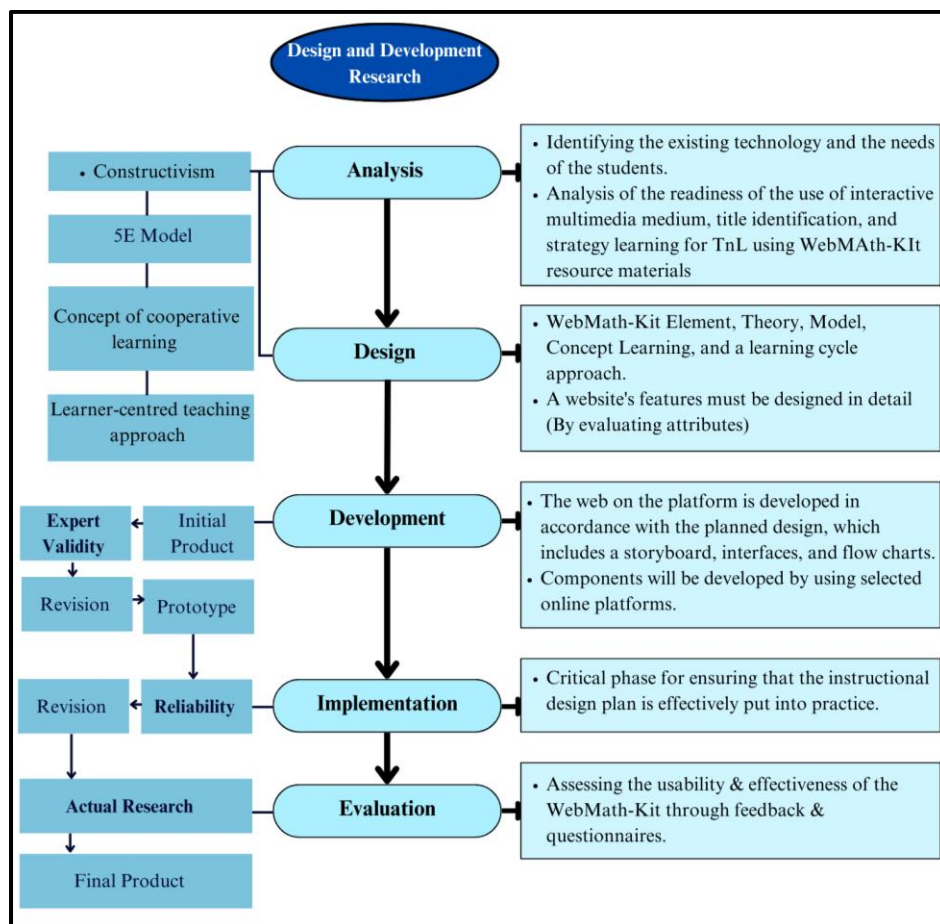 Design and Development
Research
Analysis
• Identifying the existing technology and the needs
of the students.
• Analysis of the readiness of the use of interactive
multimedia medium, title identification, and
strategy learning for TnL using WebMAth-KIt
resource materials
• Constructivism
5E Model
Concept of cooperative
learning
Learner-centred teaching
approach
Design
• WebMath-Kit Element, Theory, Model,
Concept Learning, and a learning cycle
approach.
• A website's features must be designed in detail
(By evaluating attributes)
Development
• The web on the platform is developed in
accordance with the planned design, which
includes a storyboard, interfaces, and flow charts.
• Components will be developed by using selected
online platforms.
Initial
Product
Expert
Validity
Revision
Prototype
Implementation
• Critical phase for ensuring that the instructional
design plan is effectively put into practice.
Reliability
Revision
Evaluation
• Assessing the usability & effectiveness of the
WebMath-Kit through feedback &
questionnaires.
Actual Research
Final Product